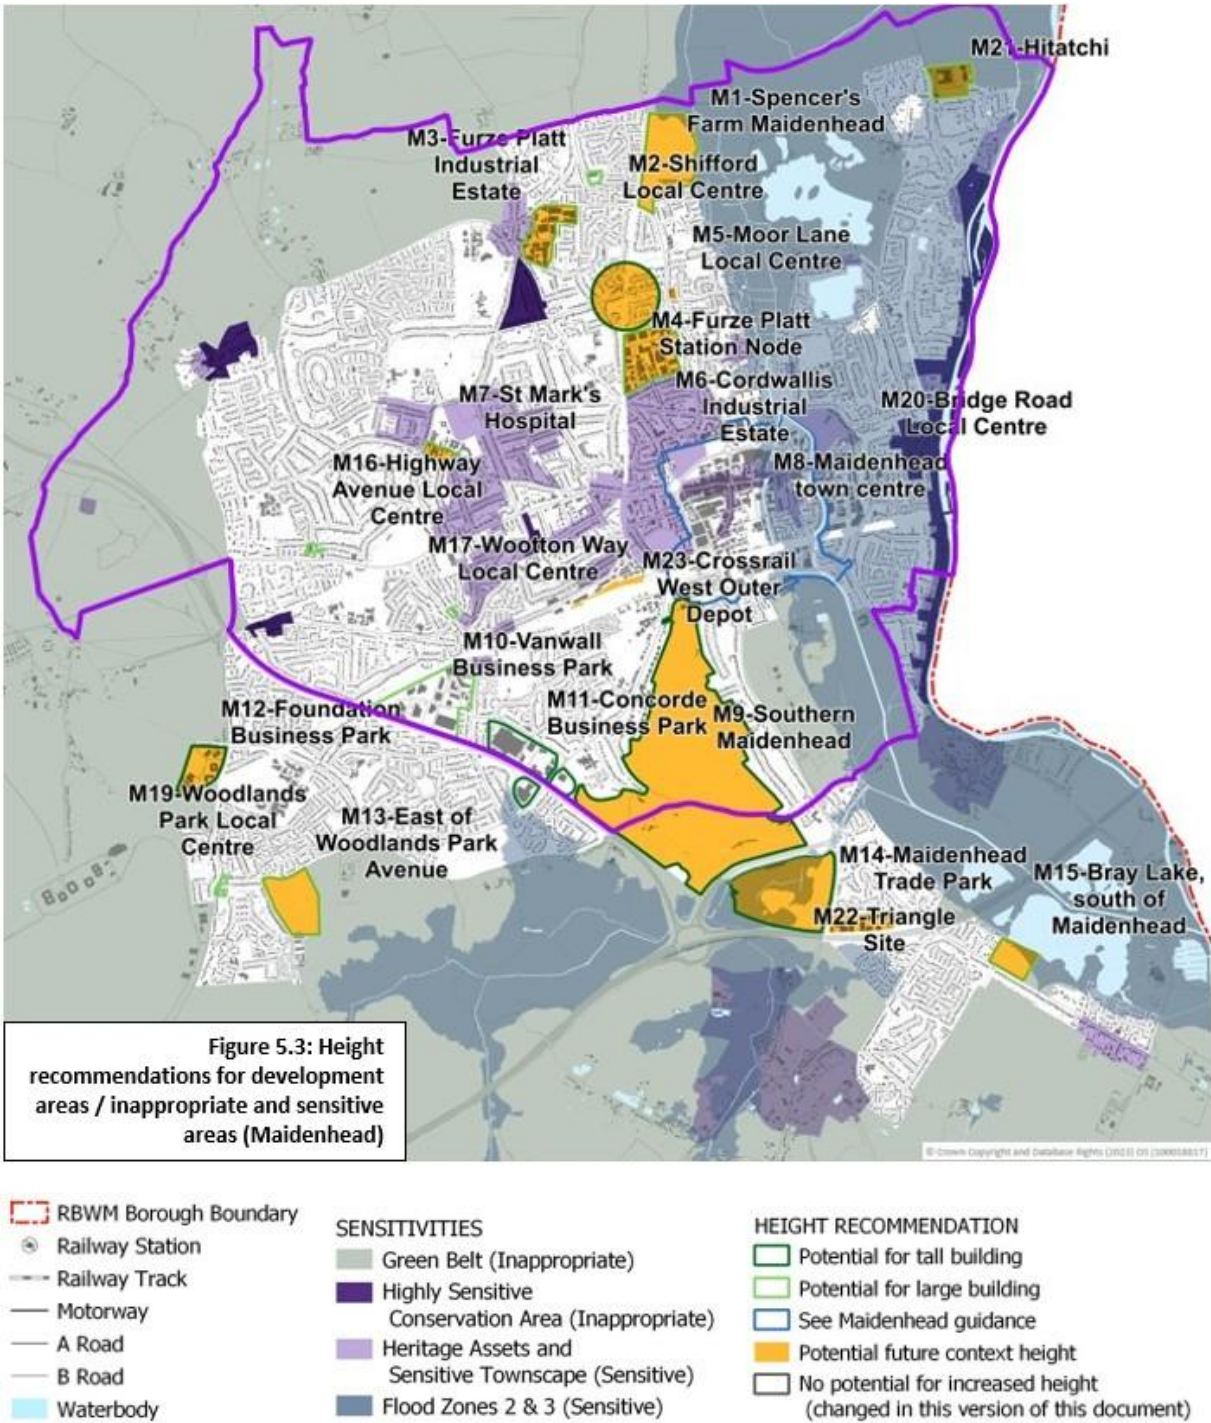 M21-Hitatchi
M1-Spencer's
Farm Maidenhead
M3-Furze Platt
Industrial
Estate
M2-Shifford
Local Centre
M5-Moor Lane
Local Centre
M4-Furze Platt
Station Node
M7-St Mark's
Hospital
M6-Cordwallis
Industrial
Estate
M20-Bridge Road
Local Centre
M16-Highway
Avenue Local
Centre
M8-Maidenhead
town centre
M17-Wootton Way
Local Centre
M23-Crossrail
West Outer
Depot
M10-Vanwall
Business Park
M12-Foundation
Business Park
M11-Concorde
Business Park
M9-Southern
Maidenhead
M19-Woodlands
Park Local
Centre
M13-East of
Woodlands Park
Avenue
M14-Maidenhead
Trade Park
M15-Bray Lake,
south of
Maidenhead
M22-Triangle
Site
Figure 5.3: Height
recommendations for development
areas / inappropriate and sensitive
areas (Maidenhead)
© Crown Copyright and Database Rights (2023) OS (100018817)
RBWM Borough Boundary
Railway Station
Railway Track
Motorway
A Road
B Road
Waterbody
SENSITIVITIES
Green Belt (Inappropriate)
Highly Sensitive
Conservation Area (Inappropriate)
Heritage Assets and
Sensitive Townscape (Sensitive)
Flood Zones 2 & 3 (Sensitive)
HEIGHT RECOMMENDATION
Potential for tall building
Potential for large building
See Maidenhead guidance
Potential future context height
No potential for increased height
(changed in this version of this document)